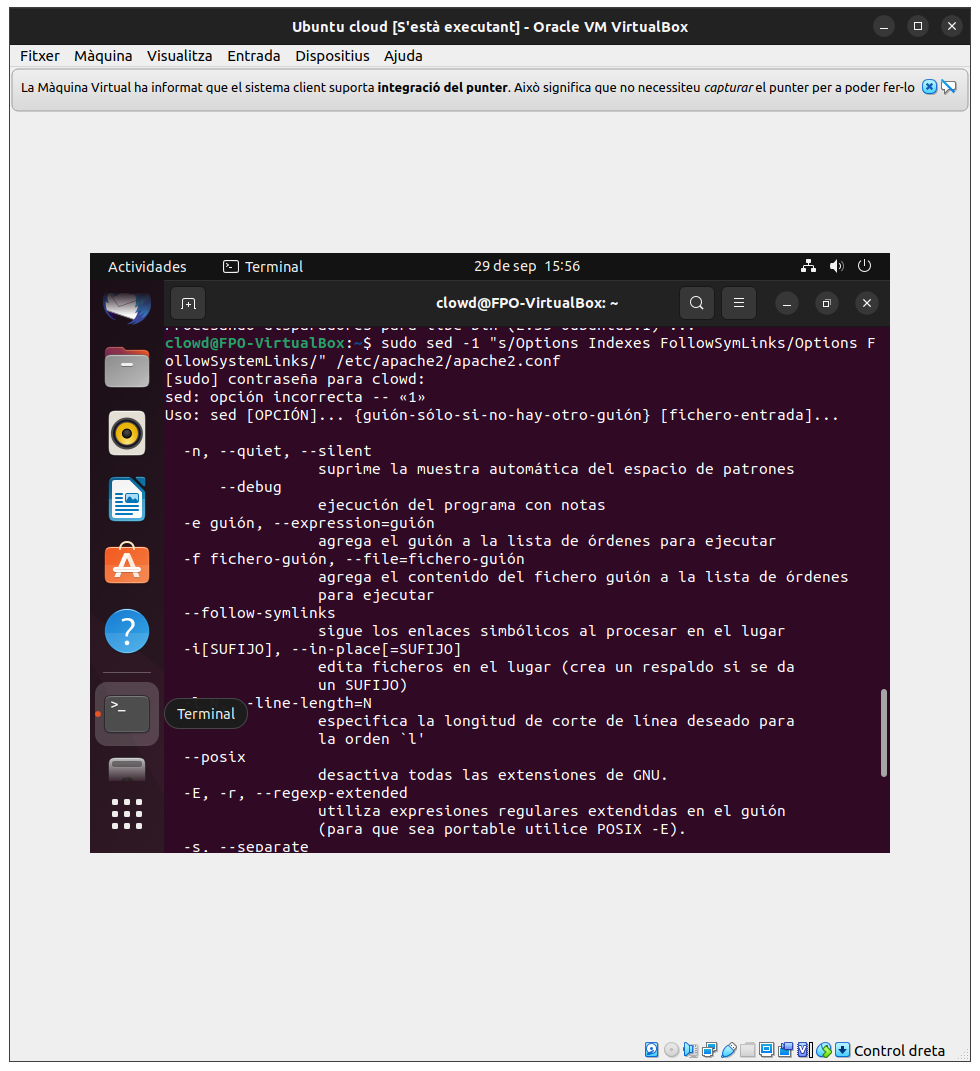 Ubuntu cloud [S'està executant] - Oracle VM VirtualBox
Fitxer Màquina Visualitza Entrada Dispositius Ajuda
La Màquina Virtual ha informat que el sistema client suporta integració del punter. Això significa que no necessiteu capturar el punter per a poder fer-lo
Actividades Terminal 29 de sep 15:56
clowd@FPO-VirtualBox: ~
clowd@FPO-VirtualBox:~$ sudo sed -1 "s/Options Indexes FollowSymLinks/Options F
ollowSystemLinks/" /etc/apache2/apache2.conf
[sudo] contraseña para clowd:
sed: opción incorrecta -- «1»
Uso: sed [OPCIÓN]... {guión-sólo-si-no-hay-otro-guión} [fichero-entrada]...
-n, --quiet, --silent
suprime la muestra automática del espacio de patrones
--debug
ejecución del programa con notas
-e guión, --expression=guión
agrega el guión a la lista de órdenes para ejecutar
-f fichero-guión, --file=fichero-guión
agrega el contenido del fichero guión a la lista de órdenes
para ejecutar
--follow-symlinks
sigue los enlaces simbólicos al procesar en el lugar
-i[SUFIJO], --in-place[=SUFIJO]
edita ficheros en el lugar (crea un respaldo si se da
un SUFIJO)
-line-length=N
Terminal
especifica la longitud de corte de línea deseado para
la orden `l'
--posix
desactiva todas las extensiones de GNU.
-E, -r, --regexp-extended
utiliza expresiones regulares extendidas en el guión
(para que sea portable utilice POSIX -E).
-s, --separate
Control dreta